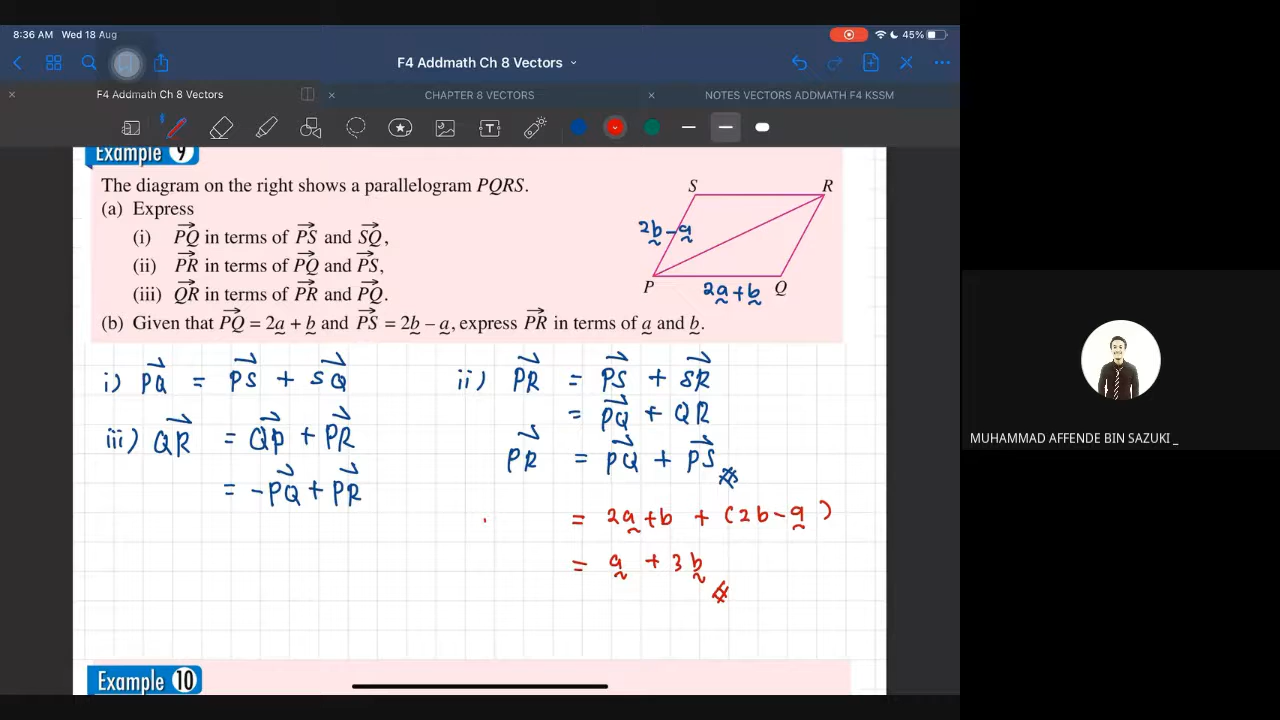 8:36 AM Wed 18 Aug
45%
F4 Addmath Ch 8 Vectors
F4 Addmath Ch 8 Vectors
CHAPTER 8 VECTORS
NOTES VECTORS ADDMATH F4 KSSM
Example 9
The diagram on the right shows a parallelogram PQRS.
(a) Express
(i) PQ in terms of PS and SQ,
(ii) PR in terms of PQ and PS,
(iii) QR in terms of PR and PQ.
(b) Given that PQ = 2a + b and PS = 2b – a, express PR in terms of a and b.
S R
2b - a
P Q
2a + b
i) PQ = PS + SQ
iii) QR = QP + PR
= -PQ + PR
ii) PR = PS + SR
= PQ + QR
PR = PQ + PS #
= 2a + b + (2b - a)
= a + 3b #
MUHAMMAD AFFENDE BIN SAZUKI _
Example 10